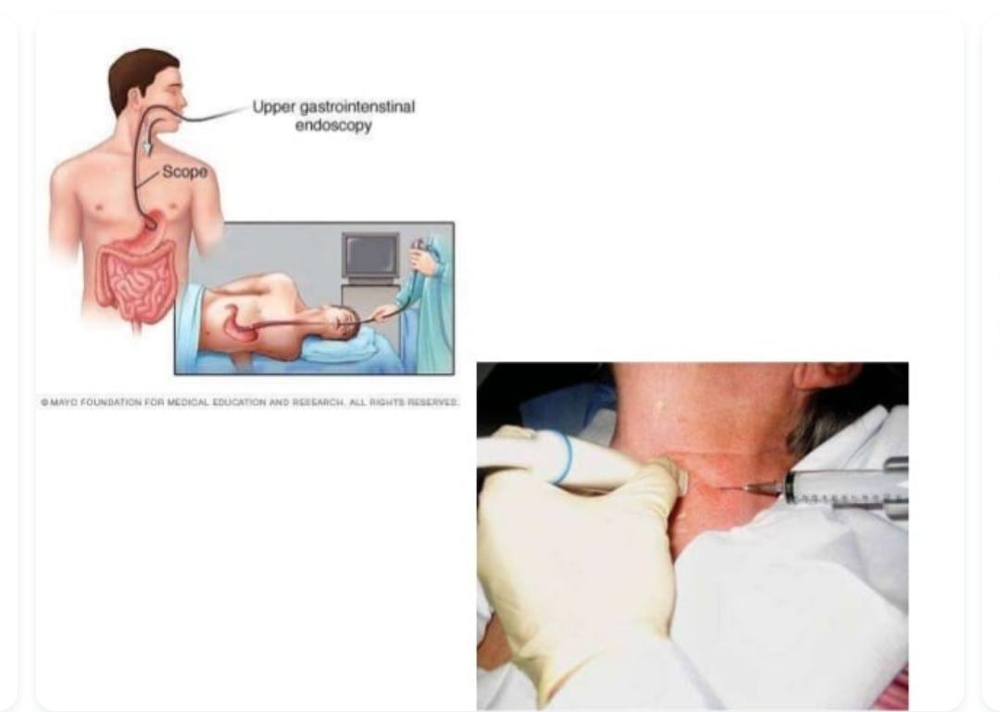 Upper gastrointenstinal
endoscopy
Scope
© MAYO FOUNDATION FOR MEDICAL EDUCATION AND RESEARCH. ALL RIGHTS RESERVED.